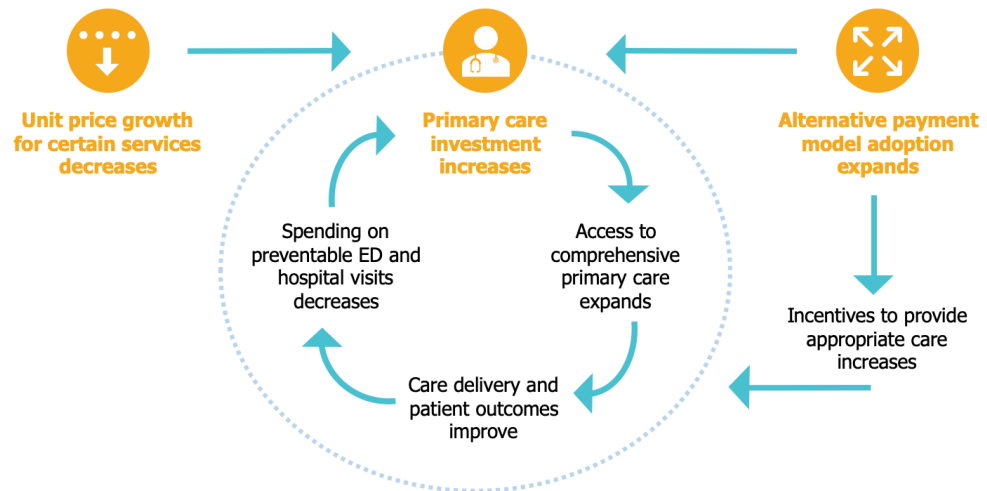 Unit price growth
for certain services
decreases
Primary care
investment
increases
Alternative payment
model adoption
expands
Spending on
preventable ED and
hospital visits
decreases
Access to
comprehensive
primary care
expands
Incentives to provide
appropriate care
increases
Care delivery and
patient outcomes
improve